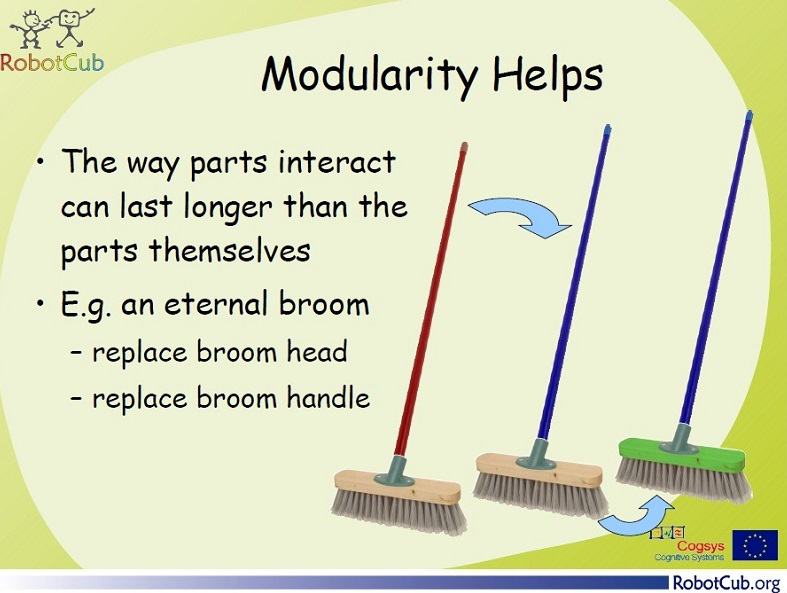 RobotCub
Modularity Helps
• The way parts interact
can last longer than the
parts themselves
• E.g. an eternal broom
– replace broom head
– replace broom handle
Cogsys
Cognitive Systems
RobotCub.org